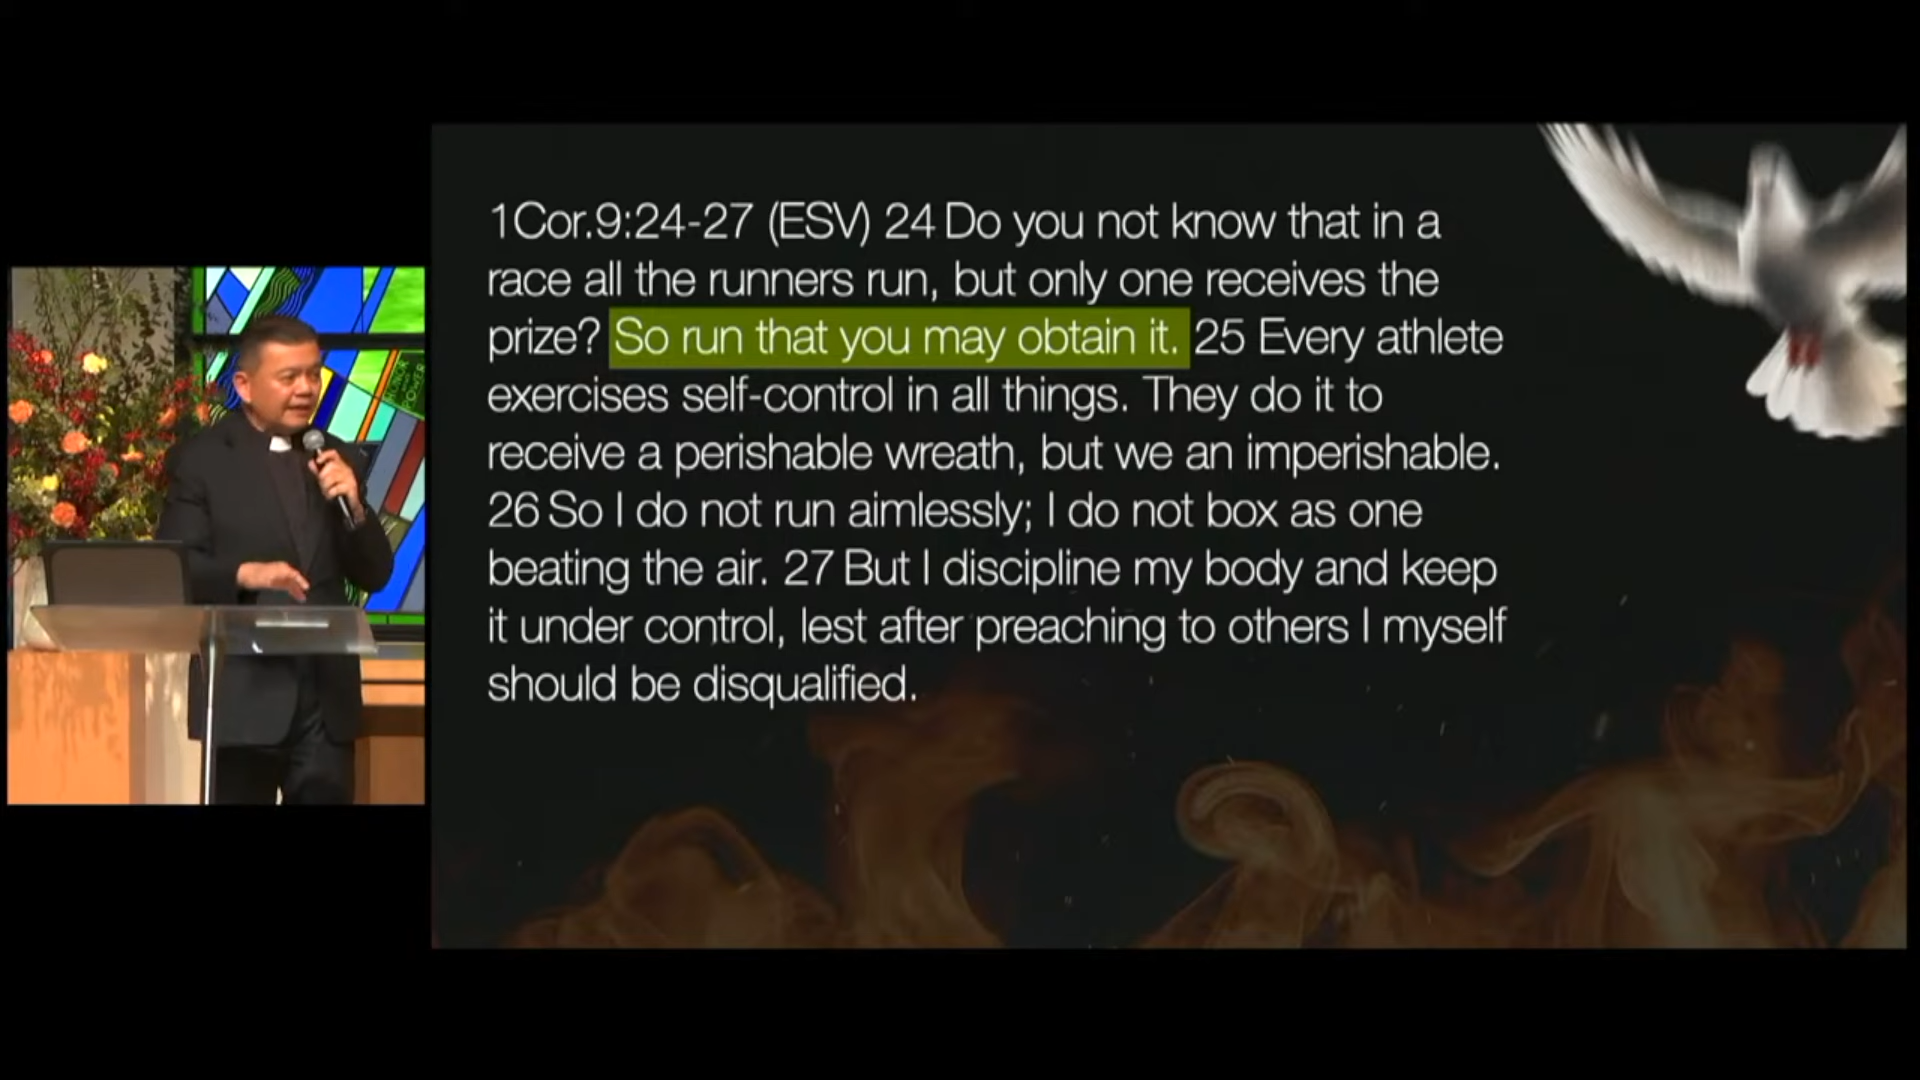 1Cor.9:24-27 (ESV) 24 Do you not know that in a
race all the runners run, but only one receives the
prize? So run that you may obtain it. 25 Every athlete
exercises self-control in all things. They do it to
receive a perishable wreath, but we an imperishable.
26 So I do not run aimlessly; I do not box as one
beating the air. 27 But I discipline my body and keep
it under control, lest after preaching to others I myself
should be disqualified.